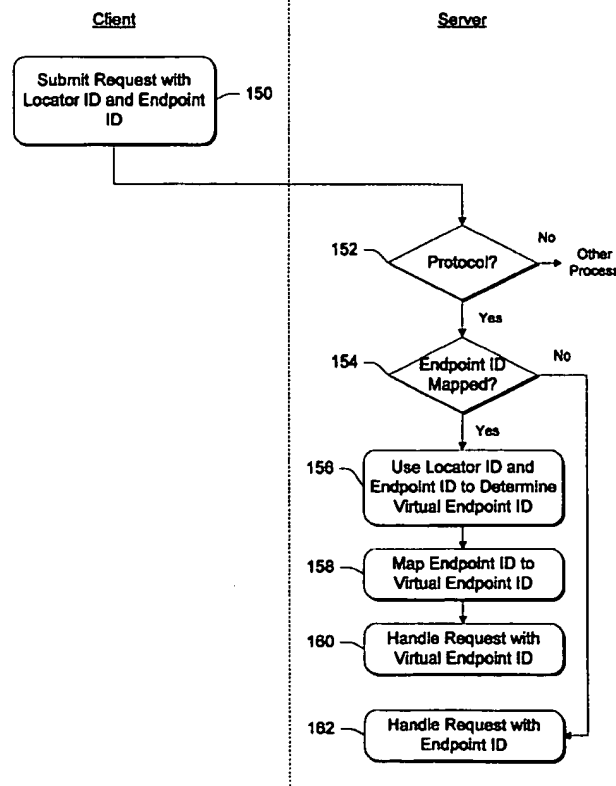 Client
Server
Submit Request with
Locator ID and Endpoint
ID
150
152
Protocol?
No
Other
Process
Yes
154
Endpoint ID
Mapped?
No
Yes
156
Use Locator ID and
Endpoint ID to Determine
Virtual Endpoint ID
158
Map Endpoint ID to
Virtual Endpoint ID
160
Handle Request with
Virtual Endpoint ID
162
Handle Request with
Endpoint ID